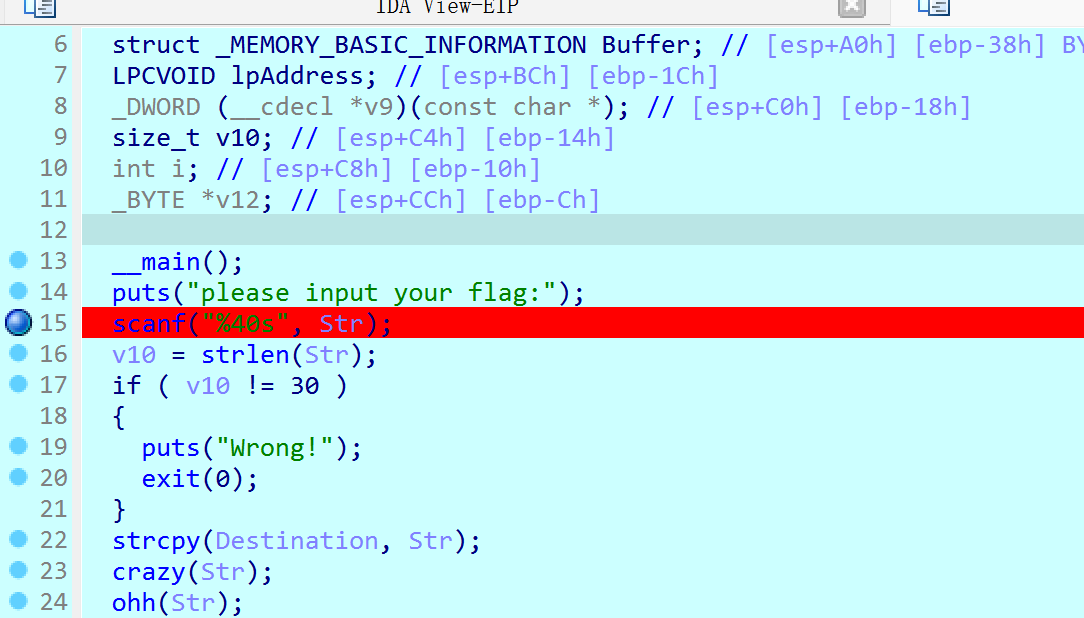 IDA View-EIP
6 struct _MEMORY_BASIC_INFORMATION Buffer; // [esp+A0h] [ebp-38h] BY
7 LPCVOID lpAddress; // [esp+BCh] [ebp-1Ch]
8 _DWORD (__cdecl *v9)(const char *); // [esp+C0h] [ebp-18h]
9 size_t v10; // [esp+C4h] [ebp-14h]
10 int i; // [esp+C8h] [ebp-10h]
11 _BYTE *v12; // [esp+CCh] [ebp-Ch]
12
13 __main();
14 puts("please input your flag:");
15 scanf("%40s", Str);
16 v10 = strlen(Str);
17 if ( v10 != 30 )
18 {
19 puts("Wrong!");
20 exit(0);
21 }
22 strcpy(Destination, Str);
23 crazy(Str);
24 ohh(Str);